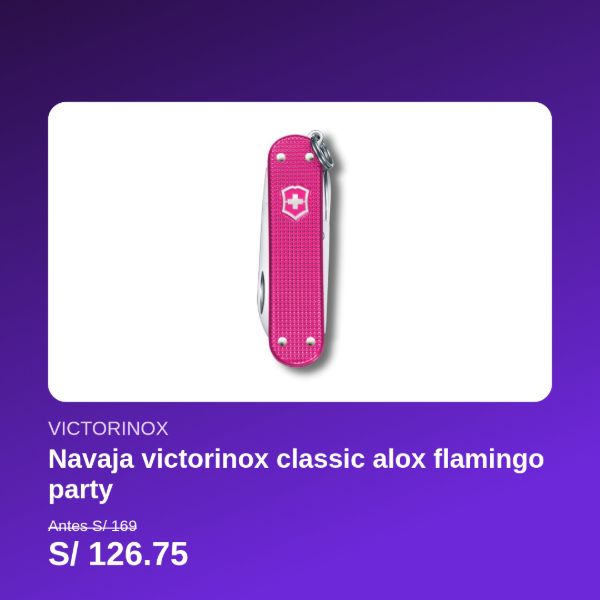 VICTORINOX
Navaja victorinox classic alox flamingo
party
Antes S/ 169
S/ 126.75